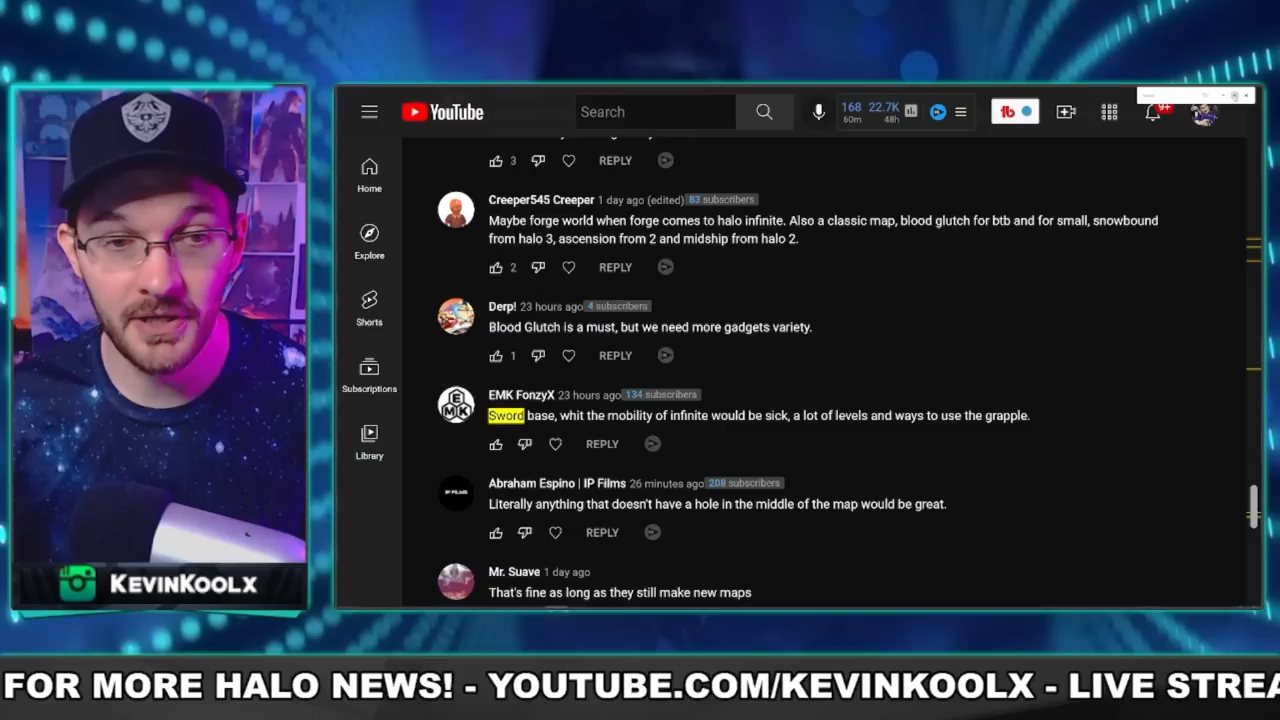 YouTube
Search
168 22.7K
60m 48h
tb
9+
Home
Explore
Shorts
Subscriptions
Library
3 REPLY
Creeper545 Creeper 1 day ago (edited) 83 subscribers
Maybe forge world when forge comes to halo infinite. Also a classic map, blood glutch for btb and for small, snowbound
from halo 3, ascension from 2 and midship from halo 2.
2 REPLY
Derp! 23 hours ago 4 subscribers
Blood Glutch is a must, but we need more gadgets variety.
1 REPLY
EMK FonzyX 23 hours ago 134 subscribers
EMK
Sword base, whit the mobility of infinite would be sick, a lot of levels and ways to use the grapple.
REPLY
Abraham Espino | IP Films 26 minutes ago 208 subscribers
IP FILMS
Literally anything that doesn't have a hole in the middle of the map would be great.
REPLY
Mr. Suave 1 day ago
That's fine as long as they still make new maps
KEVINKOOLX
FOR MORE HALO NEWS! - YOUTUBE.COM/KEVINKOOLX - LIVE STREA